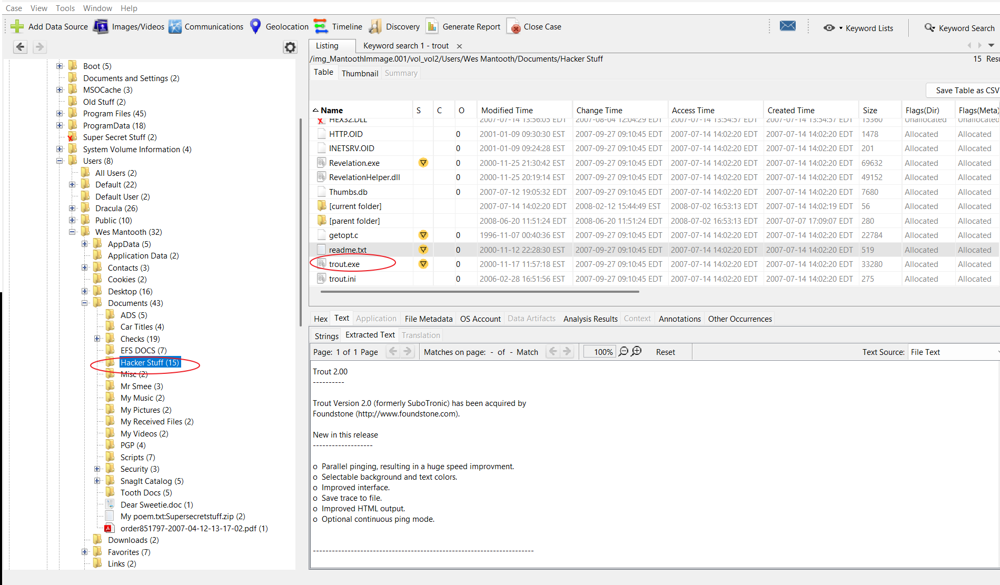 Case View Tools Window Help
Add Data Source Images/Videos Communications Geolocation Timeline Discovery Generate Report Close Case Keyword Lists Keyword Search
Listing Keyword search 1 - trout ×
/img_MantoothImmage.001/vol_vol2/Users/Wes Mantooth/Documents/Hacker Stuff 15 Resu
Table Thumbnail Summary
Save Table as CSV
Name S C O Modified Time Change Time Access Time Created Time Size Flags(Dir) Flags(Meta)
HEX32.DLL 2007-07-14 13:56:05 EDT 2007-08-04 12:04:29 EDT 2007-07-14 13:54:57 EDT 2007-07-14 13:54:57 EDT 15360 Unallocated Unallocated
HTTP.OID 0 2001-01-09 09:30:30 EST 2007-09-27 09:10:45 EDT 2007-07-14 14:02:20 EDT 2007-07-14 14:02:20 EDT 1478 Allocated Allocated
INETSRV.OID 0 2001-01-09 09:24:28 EST 2007-09-27 09:10:45 EDT 2007-07-14 14:02:20 EDT 2007-07-14 14:02:20 EDT 201 Allocated Allocated
Revelation.exe 0 2000-11-25 21:30:42 EST 2007-09-27 09:10:45 EDT 2007-07-14 14:02:20 EDT 2007-07-14 14:02:20 EDT 69632 Allocated Allocated
RevelationHelper.dll 0 2000-11-25 20:19:14 EST 2007-09-27 09:10:45 EDT 2007-07-14 14:02:20 EDT 2007-07-14 14:02:20 EDT 49152 Allocated Allocated
Thumbs.db 0 2007-07-12 19:05:32 EDT 2007-09-27 09:10:45 EDT 2007-07-14 14:02:20 EDT 2007-07-14 14:02:20 EDT 7680 Allocated Allocated
[current folder] 2007-07-14 14:02:20 EDT 2008-02-12 15:44:49 EST 2008-07-02 16:53:13 EDT 2007-07-14 14:02:19 EDT 56 Allocated Allocated
[parent folder] 2008-06-20 11:51:24 EDT 2008-06-20 11:51:24 EDT 2008-07-02 16:53:13 EDT 2007-07-07 17:09:07 EDT 280 Allocated Allocated
getopt.c 0 1996-11-07 00:40:36 EST 2007-09-27 09:10:45 EDT 2007-07-14 14:02:20 EDT 2007-07-14 14:02:20 EDT 22784 Allocated Allocated
readme.txt 0 2000-11-12 22:28:30 EST 2007-09-27 09:10:45 EDT 2007-07-14 14:02:20 EDT 2007-07-14 14:02:20 EDT 519 Allocated Allocated
trout.exe 0 2000-11-17 11:57:18 EST 2007-09-27 09:10:45 EDT 2007-07-14 14:02:20 EDT 2007-07-14 14:02:20 EDT 33280 Allocated Allocated
trout.ini 0 2006-02-28 16:51:56 EST 2007-09-27 09:10:45 EDT 2007-07-14 14:02:20 EDT 2007-07-14 14:02:20 EDT 275 Allocated Allocated
Boot (5)
Documents and Settings (2)
MSOCache (3)
Old Stuff (2)
Program Files (45)
ProgramData (18)
Super Secret Stuff (2)
System Volume Information (4)
Users (8)
All Users (2)
Default (22)
Default User (2)
Dracula (26)
Public (10)
Wes Mantooth (32)
AppData (5)
Application Data (2)
Contacts (3)
Cookies (2)
Desktop (16)
Documents (43)
ADS (5)
Car Titles (4)
Checks (19)
EFS DOCS (7)
Hacker Stuff (15)
Misc (2)
Mr Smee (3)
My Music (2)
My Pictures (2)
My Received Files (2)
My Videos (2)
PGP (4)
Scripts (7)
Security (3)
SnagIt Catalog (5)
Tooth Docs (5)
Dear Sweetie.doc (1)
My poem.txt:Supersecretstuff.zip (2)
order851797-2007-04-12-13-17-02.pdf (1)
Downloads (2)
Favorites (7)
Links (2)
Hex Text Application File Metadata OS Account Data Artifacts Analysis Results Context Annotations Other Occurrences
Strings Extracted Text Translation
Page: 1 of 1 Page Matches on page: - of - Match 100% Reset Text Source: File Text
Trout 2.00
----------
Trout Version 2.0 (formerly SuboTronic) has been acquired by
Foundstone (http://www.foundstone.com).
New in this release
-------------------
o Parallel pinging, resulting in a huge speed improvment.
o Selectable background and text colors.
o Improved interface.
o Save trace to file.
o Improved HTML output.
o Optional continuous ping mode.
----------------------------------------------------------------------